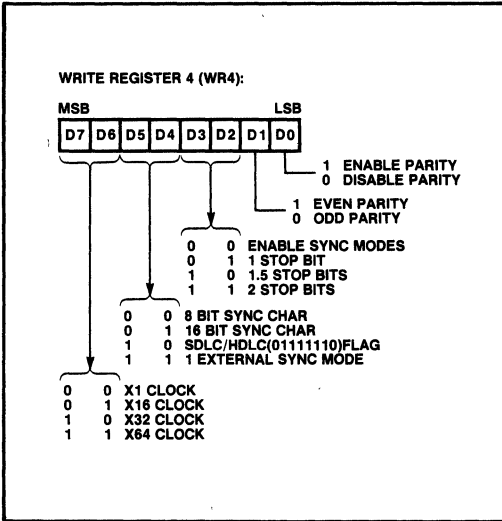 WRITE REGISTER 4 (WR4):
MSB LSB
D7 D6 D5 D4 D3 D2 D1 D0
1 ENABLE PARITY
0 DISABLE PARITY
1 EVEN PARITY
0 ODD PARITY
0 0 ENABLE SYNC MODES
0 1 1 STOP BIT
1 0 1.5 STOP BITS
1 1 2 STOP BITS
0 0 8 BIT SYNC CHAR
0 1 16 BIT SYNC CHAR
1 0 SDLC/HDLC(01111110)FLAG
1 1 1 EXTERNAL SYNC MODE
0 0 X1 CLOCK
0 1 X16 CLOCK
1 0 X32 CLOCK
1 1 X64 CLOCK